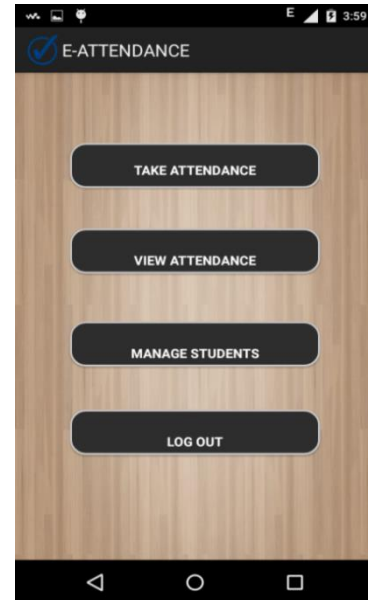 E 3:59
E-ATTENDANCE
TAKE ATTENDANCE
VIEW ATTENDANCE
MANAGE STUDENTS
LOG OUT